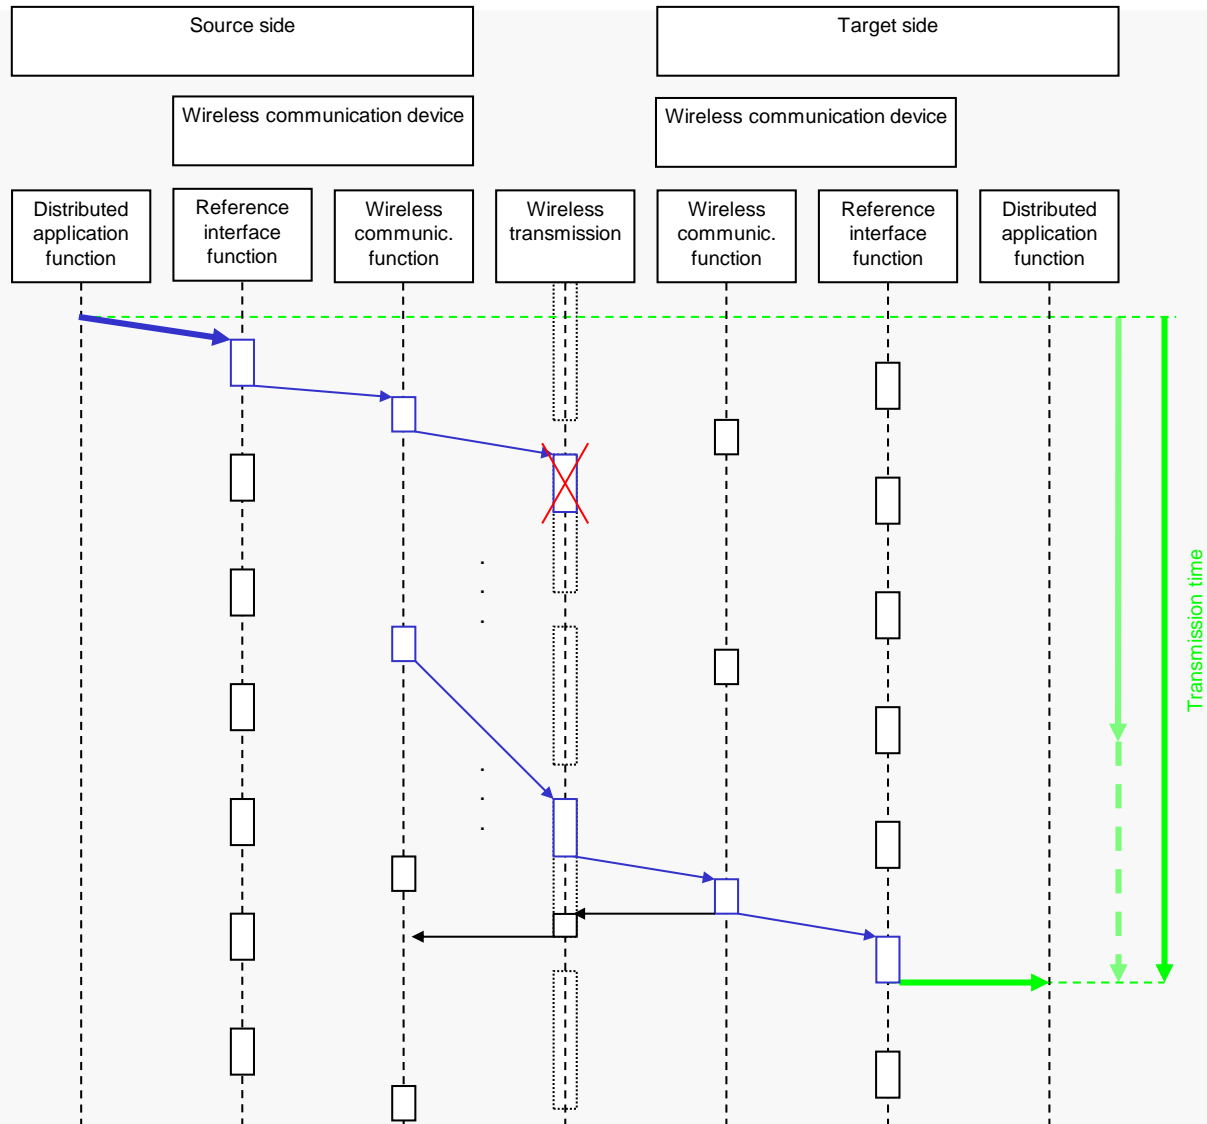 Source side
Target side
Wireless communication device
Wireless communication device
Distributed
application
function
Reference
interface
function
Wireless
communic.
function
Wireless
transmission
Wireless
communic.
function
Reference
interface
function
Distributed
application
function
Transmission time